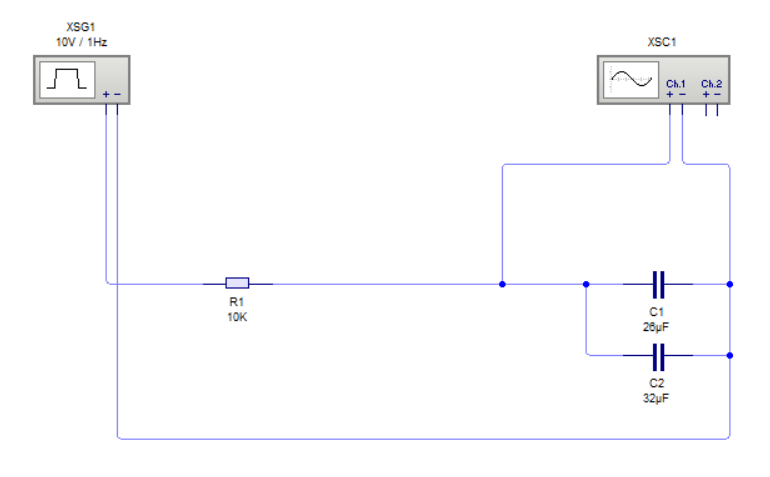 XSG1
10V / 1Hz
XSC1
Ch.1
Ch.2
+ −
+ −
+ −
R1
10K
C1
26µF
C2
32µF